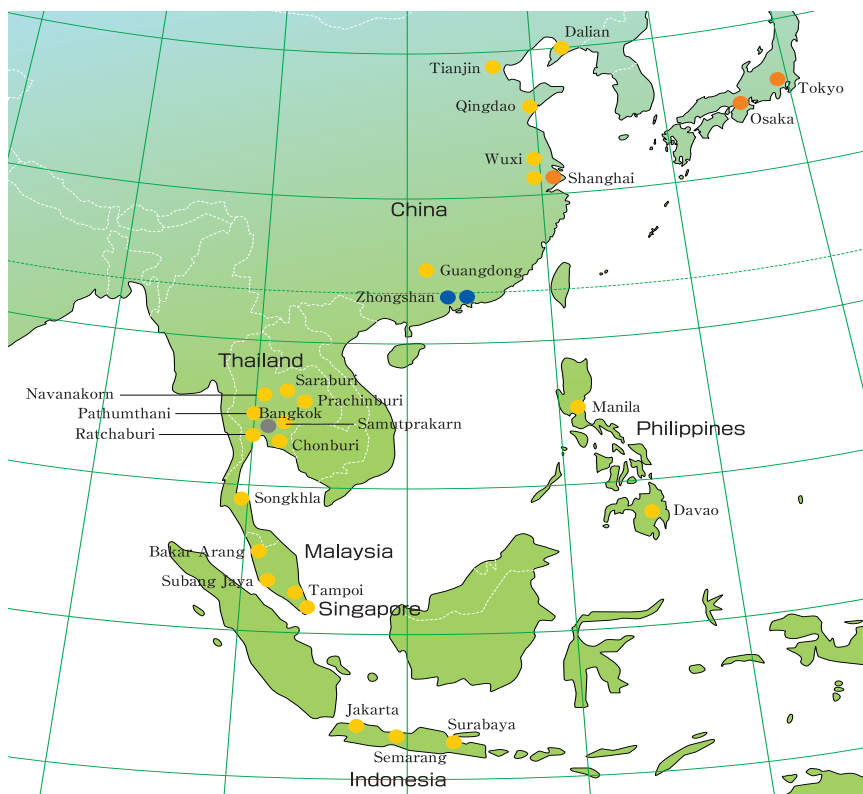 Dalian
Tianjin
Tokyo
Qingdao
Osaka
Wuxi
Shanghai
China
Guangdong
Zhongshan
Thailand
Saraburi
Navanakorn
Prachinburi
Manila
Pathumthani
Bangkok
Samutprakarn
Philippines
Ratchaburi
Chonburi
Songkhla
Davao
Bakar Arang
Malaysia
Subang Jaya
Tampoi
Singapore
Jakarta
Surabaya
Semarang
Indonesia